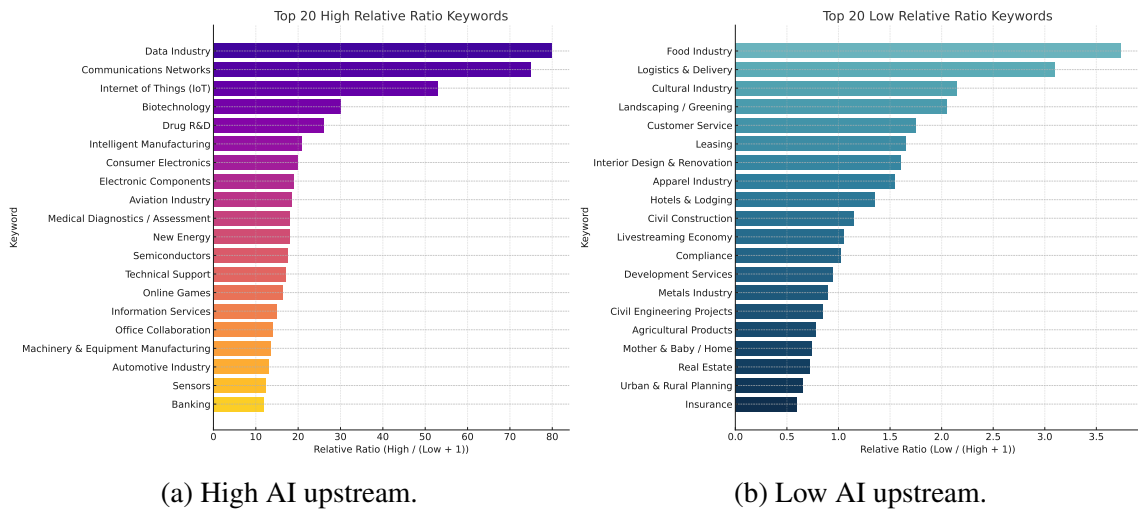 Top 20 High Relative Ratio Keywords
Keyword
Data Industry
Communications Networks
Internet of Things (IoT)
Biotechnology
Drug R&D
Intelligent Manufacturing
Consumer Electronics
Electronic Components
Aviation Industry
Medical Diagnostics / Assessment
New Energy
Semiconductors
Technical Support
Online Games
Information Services
Office Collaboration
Machinery & Equipment Manufacturing
Automotive Industry
Sensors
Banking
0 10 20 30 40 50 60 70 80
Relative Ratio (High / (Low + 1))
(a) High AI upstream.
Top 20 Low Relative Ratio Keywords
Keyword
Food Industry
Logistics & Delivery
Cultural Industry
Landscaping / Greening
Customer Service
Leasing
Interior Design & Renovation
Apparel Industry
Hotels & Lodging
Civil Construction
Livestreaming Economy
Compliance
Development Services
Metals Industry
Civil Engineering Projects
Agricultural Products
Mother & Baby / Home
Real Estate
Urban & Rural Planning
Insurance
0.0 0.5 1.0 1.5 2.0 2.5 3.0 3.5
Relative Ratio (Low / (High + 1))
(b) Low AI upstream.